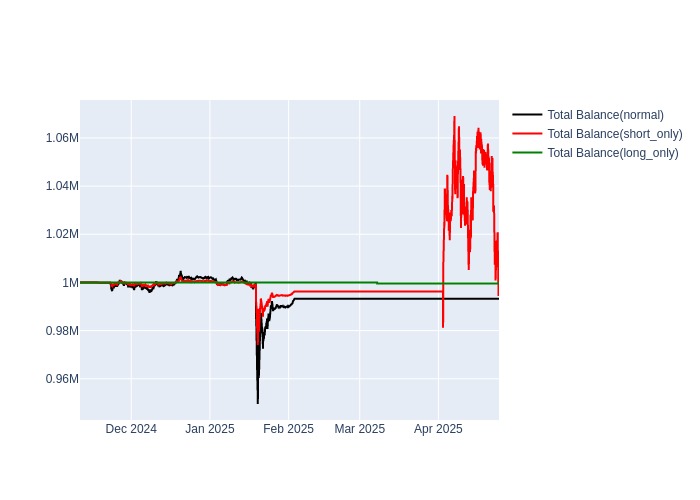 Total Balance(normal)
Total Balance(short_only)
Total Balance(long_only)
1.06M
1.04M
1.02M
1M
0.98M
0.96M
Dec 2024
Jan 2025
Feb 2025
Mar 2025
Apr 2025